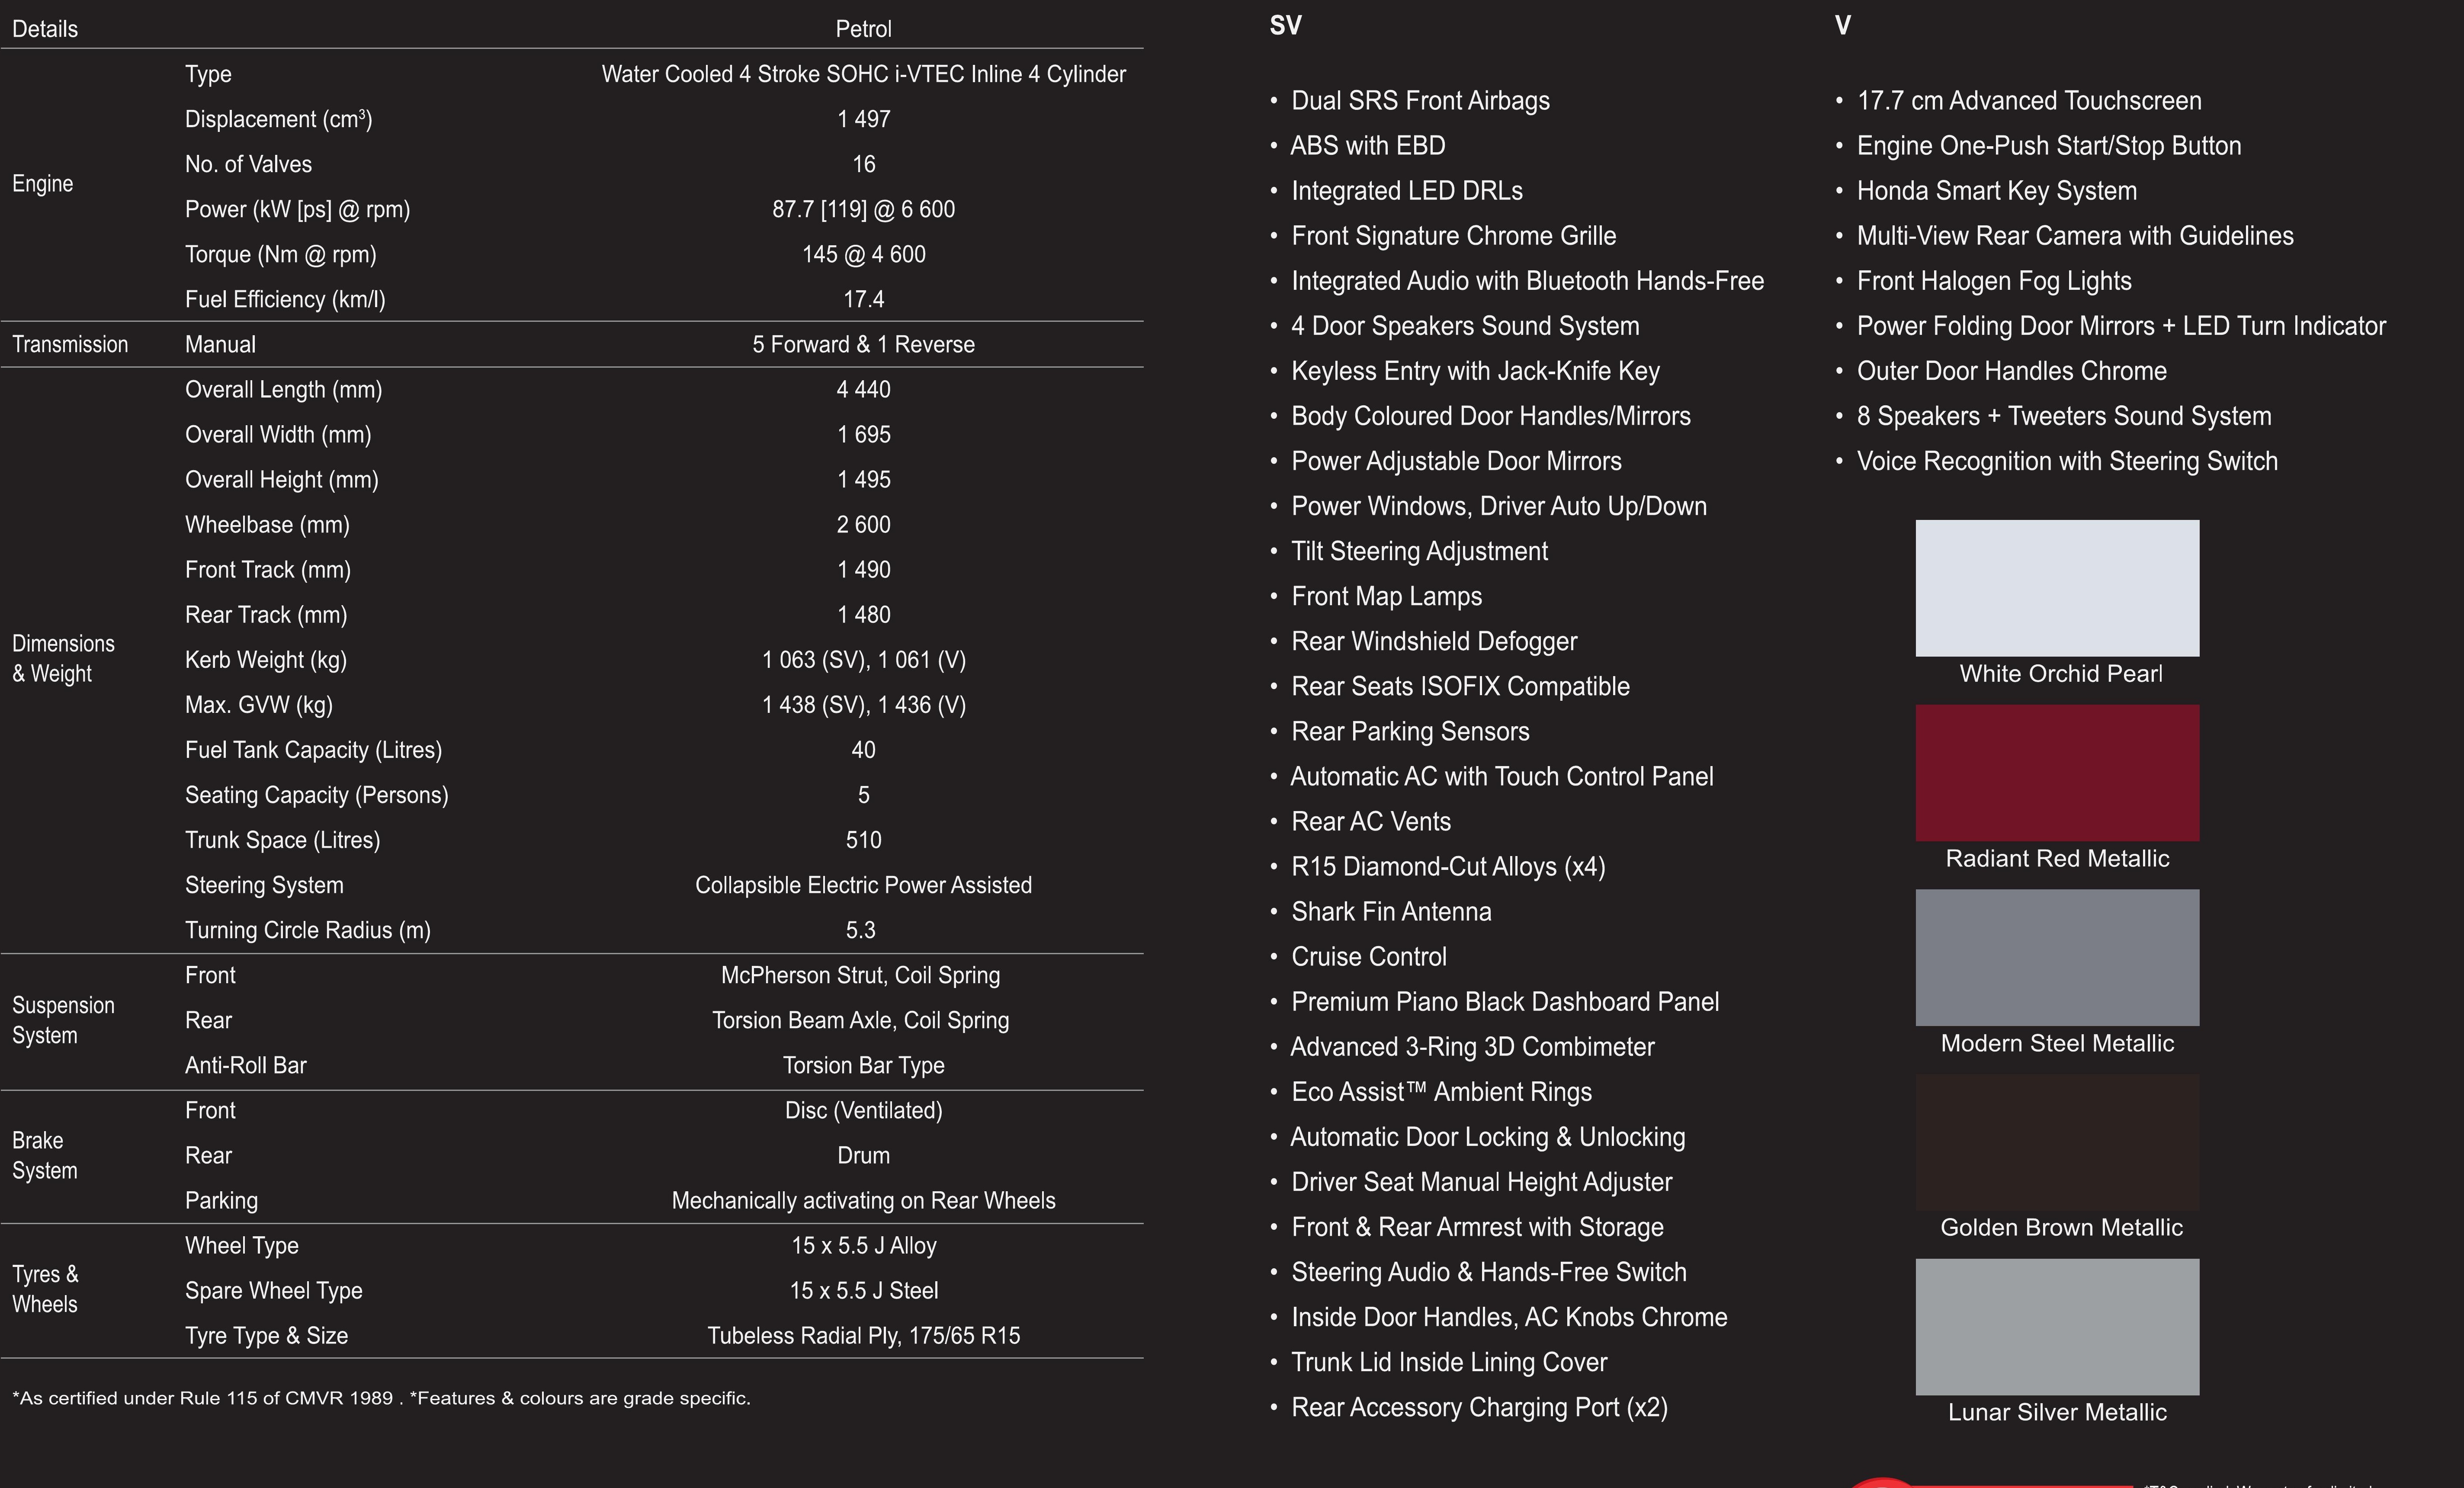 Details Petrol
Engine
Type Water Cooled 4 Stroke SOHC i-VTEC Inline 4 Cylinder
Displacement (cm³) 1 497
No. of Valves 16
Power (kW [ps] @ rpm) 87.7 [119] @ 6 600
Torque (Nm @ rpm) 145 @ 4 600
Fuel Efficiency (km/l) 17.4
Transmission Manual 5 Forward & 1 Reverse
Dimensions
& Weight
Overall Length (mm) 4 440
Overall Width (mm) 1 695
Overall Height (mm) 1 495
Wheelbase (mm) 2 600
Front Track (mm) 1 490
Rear Track (mm) 1 480
Kerb Weight (kg) 1 063 (SV), 1 061 (V)
Max. GVW (kg) 1 438 (SV), 1 436 (V)
Fuel Tank Capacity (Litres) 40
Seating Capacity (Persons) 5
Trunk Space (Litres) 510
Steering System Collapsible Electric Power Assisted
Turning Circle Radius (m) 5.3
Suspension
System
Front McPherson Strut, Coil Spring
Rear Torsion Beam Axle, Coil Spring
Anti-Roll Bar Torsion Bar Type
Brake
System
Front Disc (Ventilated)
Rear Drum
Parking Mechanically activating on Rear Wheels
Tyres &
Wheels
Wheel Type 15 x 5.5 J Alloy
Spare Wheel Type 15 x 5.5 J Steel
Tyre Type & Size Tubeless Radial Ply, 175/65 R15
*As certified under Rule 115 of CMVR 1989 . *Features & colours are grade specific.
SV
• Dual SRS Front Airbags
• ABS with EBD
• Integrated LED DRLs
• Front Signature Chrome Grille
• Integrated Audio with Bluetooth Hands-Free
• 4 Door Speakers Sound System
• Keyless Entry with Jack-Knife Key
• Body Coloured Door Handles/Mirrors
• Power Adjustable Door Mirrors
• Power Windows, Driver Auto Up/Down
• Tilt Steering Adjustment
• Front Map Lamps
• Rear Windshield Defogger
• Rear Seats ISOFIX Compatible
• Rear Parking Sensors
• Automatic AC with Touch Control Panel
• Rear AC Vents
• R15 Diamond-Cut Alloys (x4)
• Shark Fin Antenna
• Cruise Control
• Premium Piano Black Dashboard Panel
• Advanced 3-Ring 3D Combimeter
• Eco Assist™ Ambient Rings
• Automatic Door Locking & Unlocking
• Driver Seat Manual Height Adjuster
• Front & Rear Armrest with Storage
• Steering Audio & Hands-Free Switch
• Inside Door Handles, AC Knobs Chrome
• Trunk Lid Inside Lining Cover
• Rear Accessory Charging Port (x2)
V
• 17.7 cm Advanced Touchscreen
• Engine One-Push Start/Stop Button
• Honda Smart Key System
• Multi-View Rear Camera with Guidelines
• Front Halogen Fog Lights
• Power Folding Door Mirrors + LED Turn Indicator
• Outer Door Handles Chrome
• 8 Speakers + Tweeters Sound System
• Voice Recognition with Steering Switch
White Orchid Pearl
Radiant Red Metallic
Modern Steel Metallic
Golden Brown Metallic
Lunar Silver Metallic